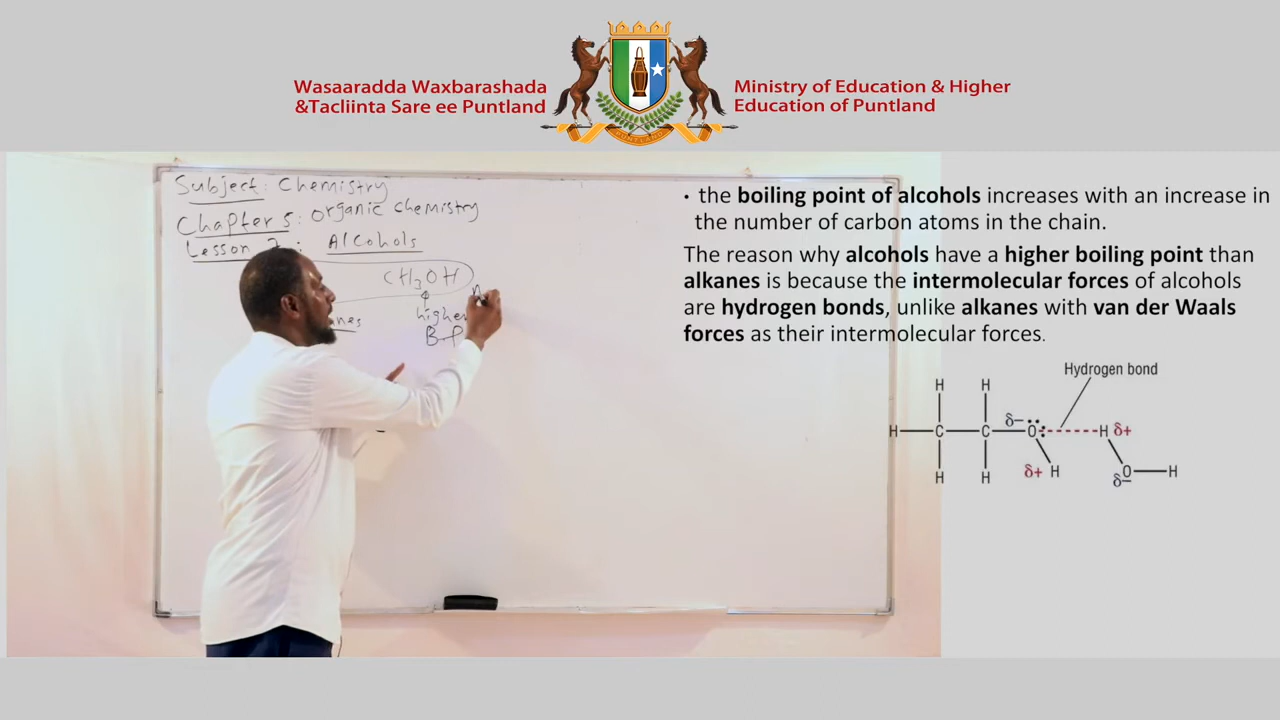 Wasaaradda Waxbarashada
&Tacliinta Sare ee Puntland
Ministry of Education & Higher
Education of Puntland
PUNTLAND
Subject: Chemistry
Chapter 5: organic chemistry
Lesson 7: Alcohols
CH3OH
higher
B-P
• the boiling point of alcohols increases with an increase in
the number of carbon atoms in the chain.
The reason why alcohols have a higher boiling point than
alkanes is because the intermolecular forces of alcohols
are hydrogen bonds, unlike alkanes with van der Waals
forces as their intermolecular forces.
Hydrogen bond
H H
H C C δ– O H δ+
H H δ+ H δ– O H